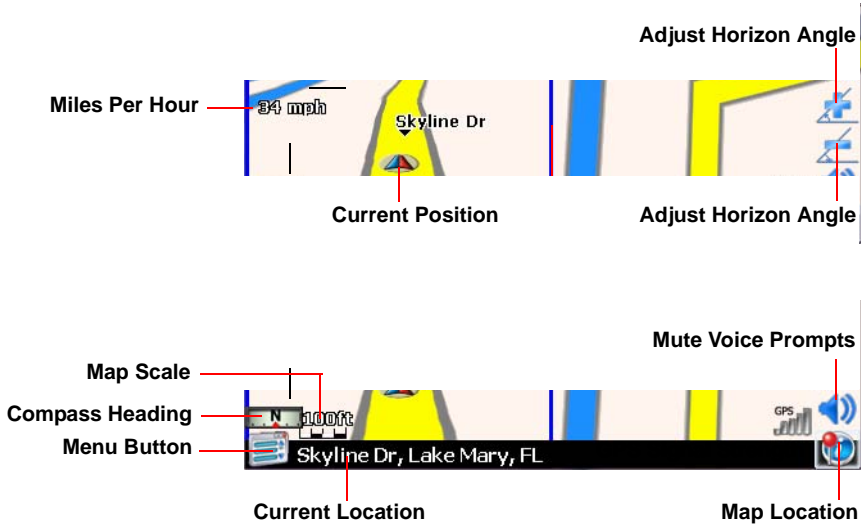 Adjust Horizon Angle
Miles Per Hour
34 mph
Skyline Dr
Current Position
Adjust Horizon Angle
Mute Voice Prompts
Map Scale
Compass Heading
N
100ft
GPS
Menu Button
Skyline Dr, Lake Mary, FL
Current Location
Map Location